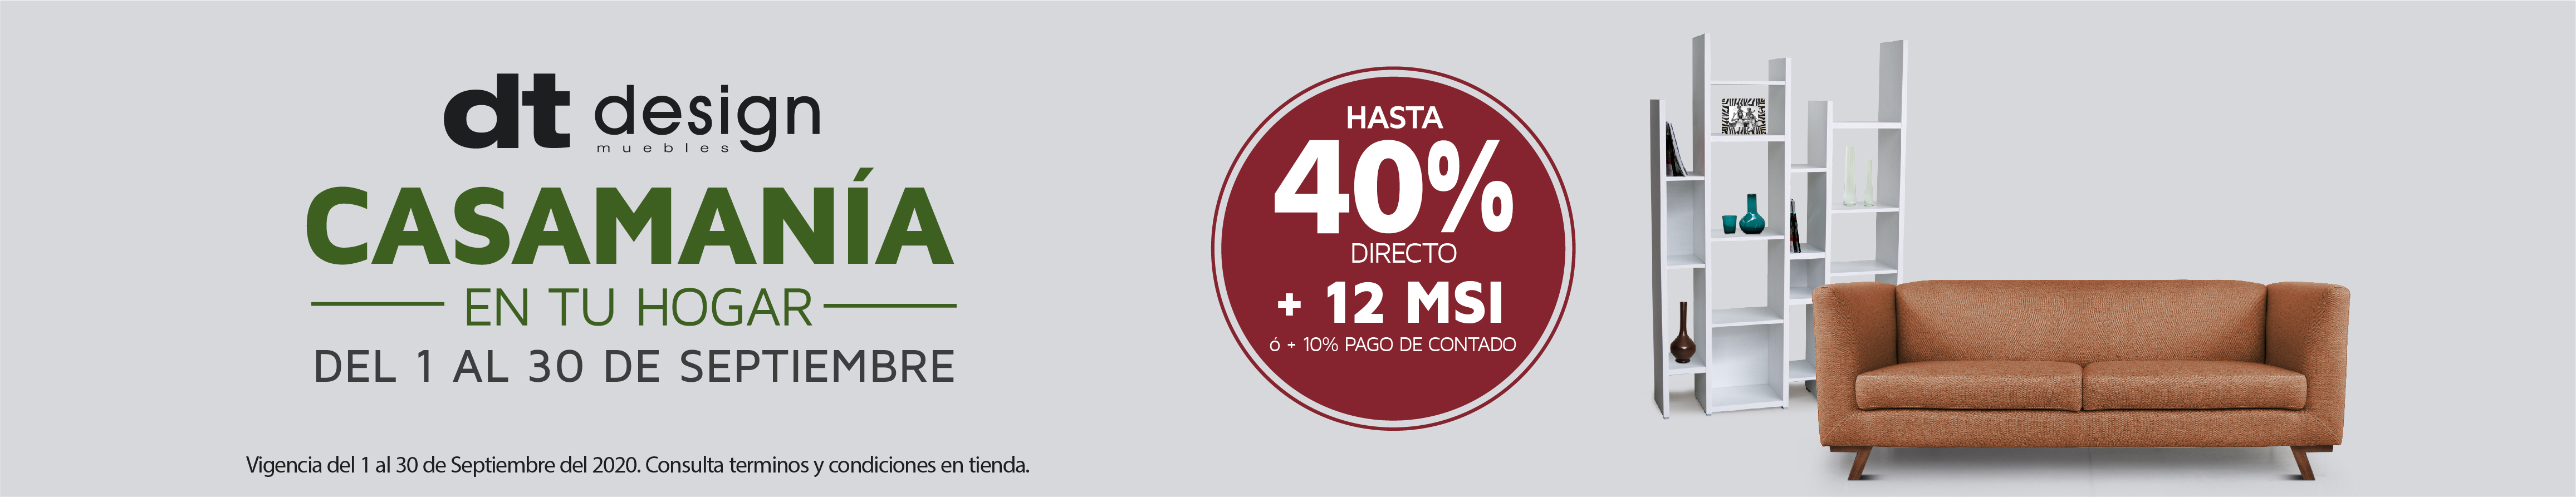 dt design
muebles
CASAMANÍA
EN TU HOGAR
DEL 1 AL 30 DE SEPTIEMBRE
Vigencia del 1 al 30 de Septiembre del 2020. Consulta terminos y condiciones en tienda.
HASTA
40%
DIRECTO
+ 12 MSI
ó + 10% PAGO DE CONTADO